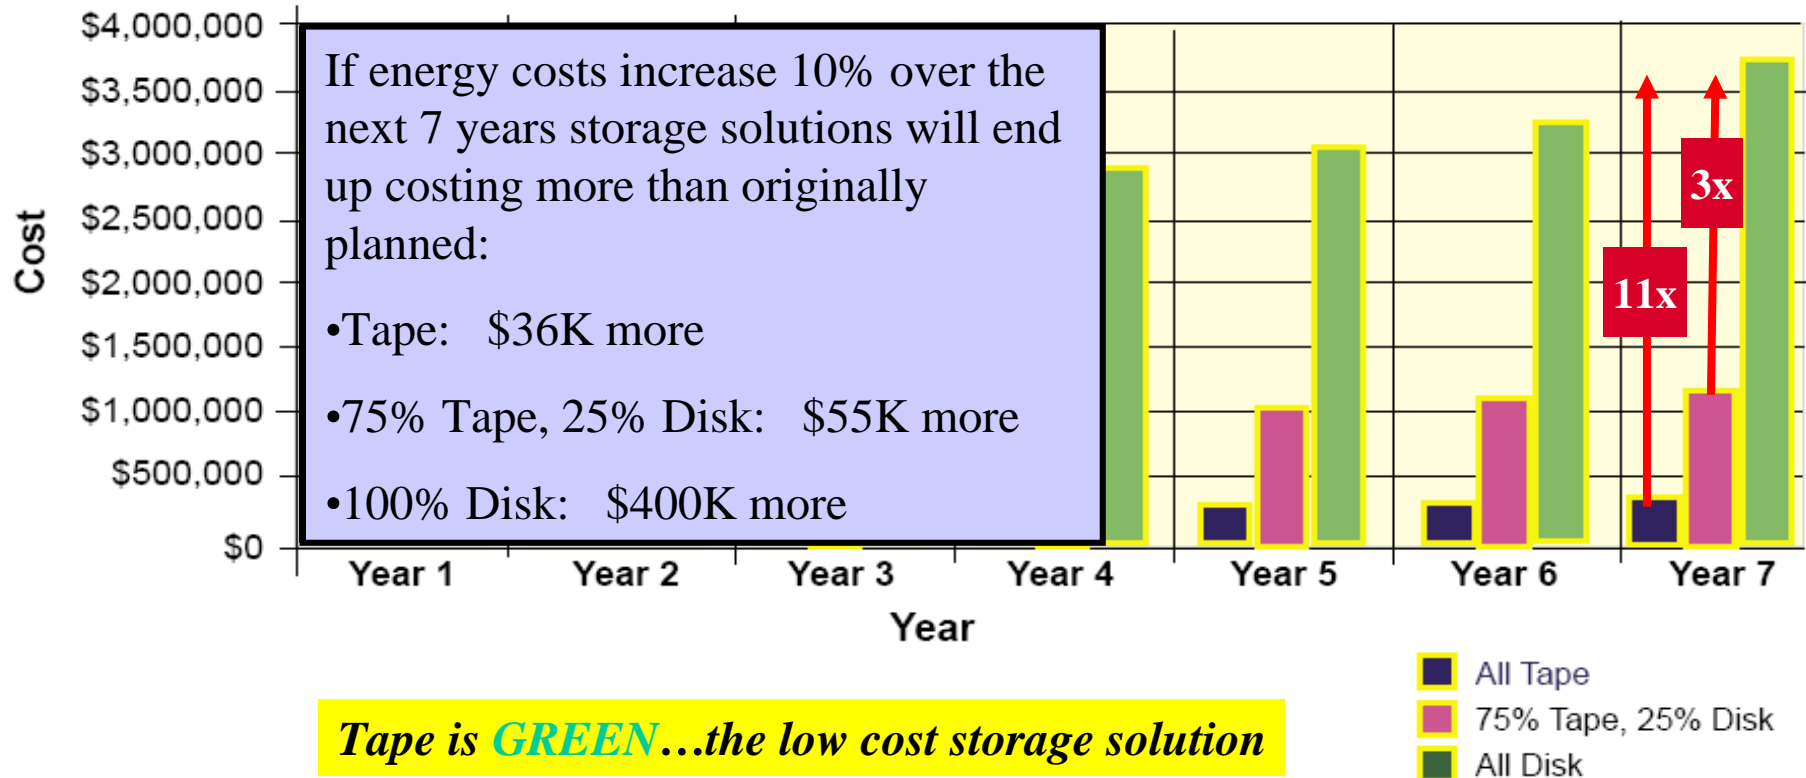 $4,000,000
$3,500,000
$3,000,000
$2,500,000
$2,000,000
$1,500,000
$1,000,000
$500,000
$0
Cost
If energy costs increase 10% over the
next 7 years storage solutions will end
up costing more than originally
planned:
•Tape: $36K more
•75% Tape, 25% Disk: $55K more
•100% Disk: $400K more
3x
11x
Year 1 Year 2 Year 3 Year 4 Year 5 Year 6 Year 7
Year
All Tape
75% Tape, 25% Disk
All Disk
Tape is GREEN...the low cost storage solution